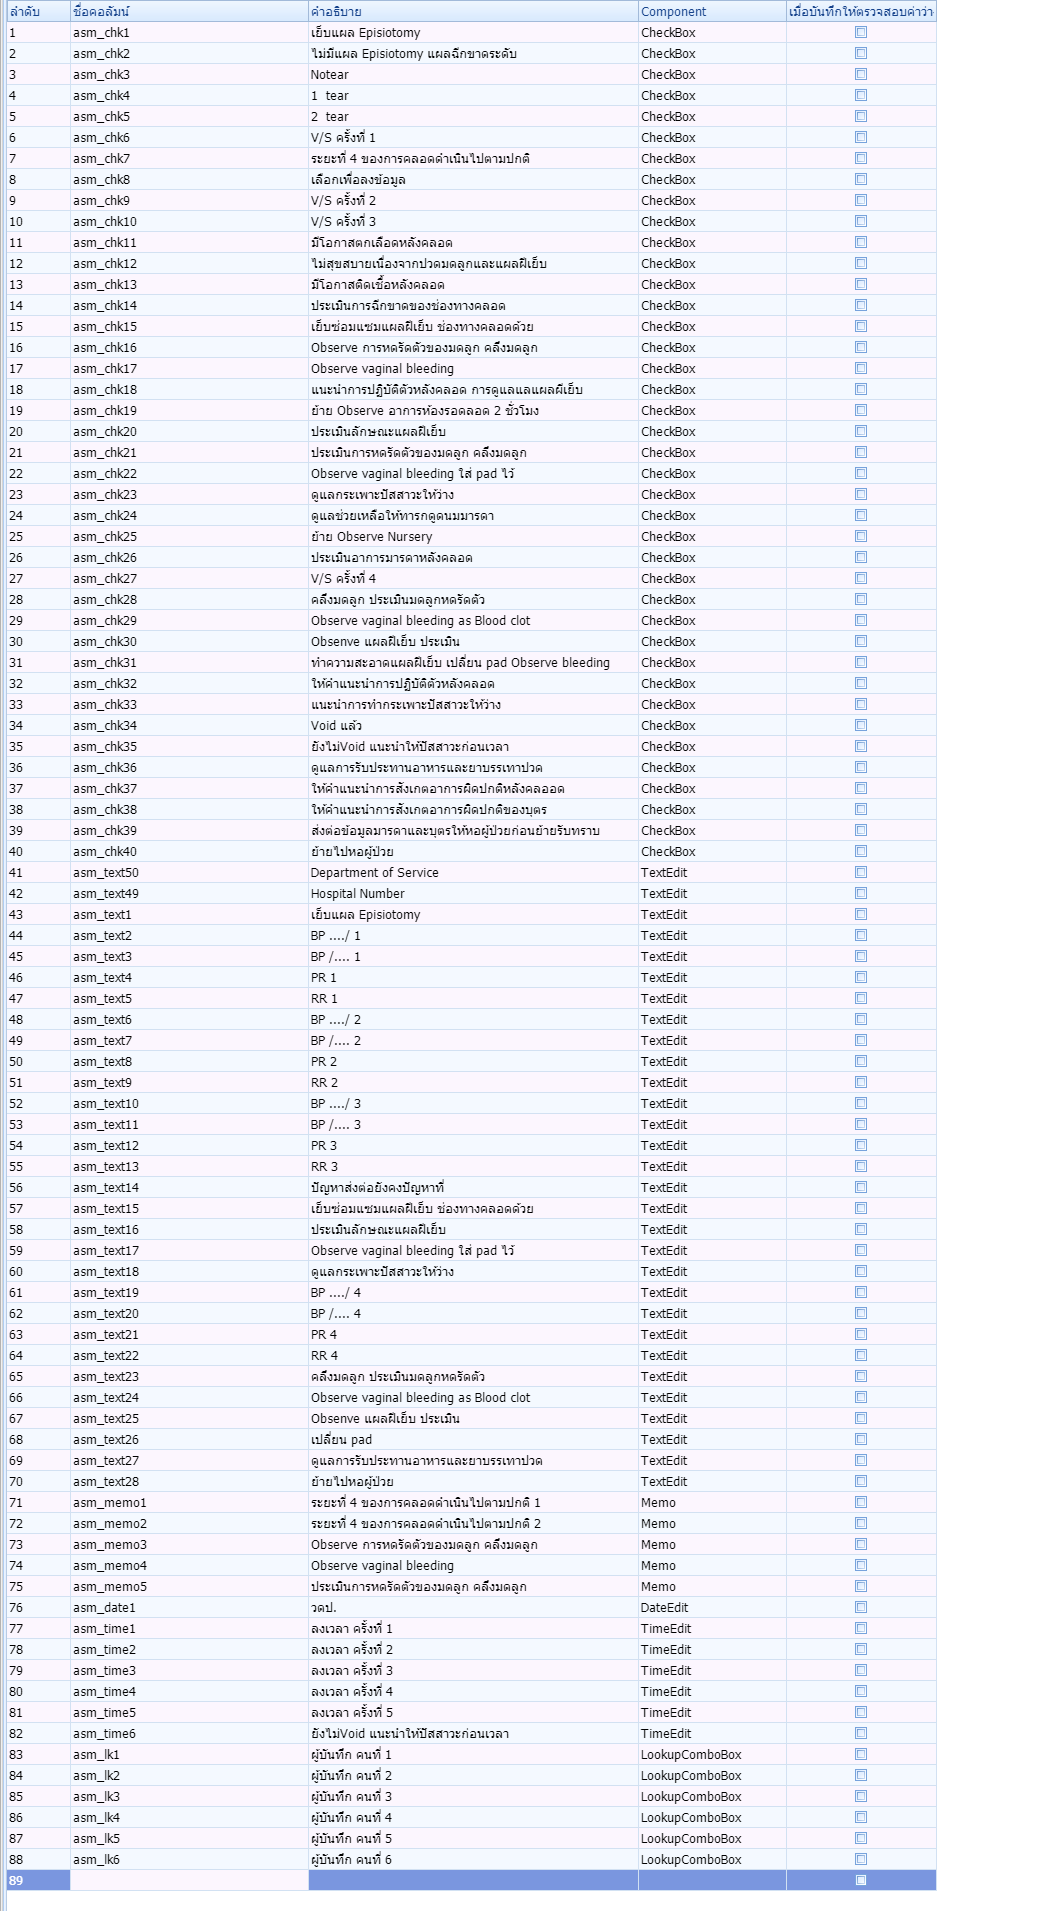 ลำดับ ชื่อคอลัมน์ คำอธิบาย Component เมื่อบันทึกให้ตรวจสอบค่าว่า
1 asm_chk1 เย็บแผล Episiotomy CheckBox
2 asm_chk2 ไม่มีแผล Episiotomy แผลฉีกขาดระดับ CheckBox
3 asm_chk3 Notear CheckBox
4 asm_chk4 1  tear CheckBox
5 asm_chk5 2  tear CheckBox
6 asm_chk6 V/S ครั้งที่ 1 CheckBox
7 asm_chk7 ระยะที่ 4 ของการคลอดดำเนินไปตามปกติ CheckBox
8 asm_chk8 เลือกเพื่อลงข้อมูล CheckBox
9 asm_chk9 V/S ครั้งที่ 2 CheckBox
10 asm_chk10 V/S ครั้งที่ 3 CheckBox
11 asm_chk11 มีโอกาสตกเลือดหลังคลอด CheckBox
12 asm_chk12 ไม่สุขสบายเนื่องจากปวดมดลูกและแผลฝีเย็บ CheckBox
13 asm_chk13 มีโอกาสติดเชื้อหลังคลอด CheckBox
14 asm_chk14 ประเมินการฉีกขาดของช่องทางคลอด CheckBox
15 asm_chk15 เย็บซ่อมแซมแผลฝีเย็บ ช่องทางคลอดด้วย CheckBox
16 asm_chk16 Observe การหดรัดตัวของมดลูก คลึงมดลูก CheckBox
17 asm_chk17 Observe vaginal bleeding CheckBox
18 asm_chk18 แนะนำการปฏิบัติตัวหลังคลอด การดูแลแลแผลผีเย็บ CheckBox
19 asm_chk19 ย้าย Observe อาการห้องรอดลอด 2 ชั่วโมง CheckBox
20 asm_chk20 ประเมินลักษณะแผลฝีเย็บ CheckBox
21 asm_chk21 ประเมินการหดรัดตัวของมดลูก คลึงมดลูก CheckBox
22 asm_chk22 Observe vaginal bleeding ใส่ pad ไว้ CheckBox
23 asm_chk23 ดูแลกระเพาะปัสสาวะให้ว่าง CheckBox
24 asm_chk24 ดูแลช่วยเหลือให้ทารกดูดนมมารดา CheckBox
25 asm_chk25 ย้าย Observe Nursery CheckBox
26 asm_chk26 ประเมินอาการมารดาหลังคลอด CheckBox
27 asm_chk27 V/S ครั้งที่ 4 CheckBox
28 asm_chk28 คลึงมดลูก ประเมินมดลูกหดรัดตัว CheckBox
29 asm_chk29 Observe vaginal bleeding as Blood clot CheckBox
30 asm_chk30 Obsenve แผลฝีเย็บ ประเมิน CheckBox
31 asm_chk31 ทำความสะอาดแผลฝีเย็บ เปลี่ยน pad Observe bleeding CheckBox
32 asm_chk32 ให้คำแนะนำการปฏิบัติตัวหลังคลอด CheckBox
33 asm_chk33 แนะนำการทำกระเพาะปัสสาวะให้ว่าง CheckBox
34 asm_chk34 Void แล้ว CheckBox
35 asm_chk35 ยังไม่Void แนะนำให้ปัสสาวะก่อนเวลา CheckBox
36 asm_chk36 ดูแลการรับประทานอาหารและยาบรรเทาปวด CheckBox
37 asm_chk37 ให้คำแนะนำการสังเกตอาการผิดปกติหลังคลออด CheckBox
38 asm_chk38 ให้คำแนะนำการสังเกตอาการผิดปกติของบุตร CheckBox
39 asm_chk39 ส่งต่อข้อมูลมารดาและบุตรให้หอผู้ป่วยก่อนย้ายรับทราบ CheckBox
40 asm_chk40 ย้ายไปหอผู้ป่วย CheckBox
41 asm_text50 Department of Service TextEdit
42 asm_text49 Hospital Number TextEdit
43 asm_text1 เย็บแผล Episiotomy TextEdit
44 asm_text2 BP ..../ 1 TextEdit
45 asm_text3 BP /.... 1 TextEdit
46 asm_text4 PR 1 TextEdit
47 asm_text5 RR 1 TextEdit
48 asm_text6 BP ..../ 2 TextEdit
49 asm_text7 BP /.... 2 TextEdit
50 asm_text8 PR 2 TextEdit
51 asm_text9 RR 2 TextEdit
52 asm_text10 BP ..../ 3 TextEdit
53 asm_text11 BP /.... 3 TextEdit
54 asm_text12 PR 3 TextEdit
55 asm_text13 RR 3 TextEdit
56 asm_text14 ปัญหาส่งต่อยังคงปัญหาที่ TextEdit
57 asm_text15 เย็บซ่อมแซมแผลฝีเย็บ ช่องทางคลอดด้วย TextEdit
58 asm_text16 ประเมินลักษณะแผลฝีเย็บ TextEdit
59 asm_text17 Observe vaginal bleeding ใส่ pad ไว้ TextEdit
60 asm_text18 ดูแลกระเพาะปัสสาวะให้ว่าง TextEdit
61 asm_text19 BP ..../ 4 TextEdit
62 asm_text20 BP /.... 4 TextEdit
63 asm_text21 PR 4 TextEdit
64 asm_text22 RR 4 TextEdit
65 asm_text23 คลึงมดลูก ประเมินมดลูกหดรัดตัว TextEdit
66 asm_text24 Observe vaginal bleeding as Blood clot TextEdit
67 asm_text25 Obsenve แผลฝีเย็บ ประเมิน TextEdit
68 asm_text26 เปลี่ยน pad TextEdit
69 asm_text27 ดูแลการรับประทานอาหารและยาบรรเทาปวด TextEdit
70 asm_text28 ย้ายไปหอผู้ป่วย TextEdit
71 asm_memo1 ระยะที่ 4 ของการคลอดดำเนินไปตามปกติ 1 Memo
72 asm_memo2 ระยะที่ 4 ของการคลอดดำเนินไปตามปกติ 2 Memo
73 asm_memo3 Observe การหดรัดตัวของมดลูก คลึงมดลูก Memo
74 asm_memo4 Observe vaginal bleeding Memo
75 asm_memo5 ประเมินการหดรัดตัวของมดลูก คลึงมดลูก Memo
76 asm_date1 วดป. DateEdit
77 asm_time1 ลงเวลา ครั้งที่ 1 TimeEdit
78 asm_time2 ลงเวลา ครั้งที่ 2 TimeEdit
79 asm_time3 ลงเวลา ครั้งที่ 3 TimeEdit
80 asm_time4 ลงเวลา ครั้งที่ 4 TimeEdit
81 asm_time5 ลงเวลา ครั้งที่ 5 TimeEdit
82 asm_time6 ยังไม่Void แนะนำให้ปัสสาวะก่อนเวลา TimeEdit
83 asm_lk1 ผู้บันทึก คนที่ 1 LookupComboBox
84 asm_lk2 ผู้บันทึก คนที่ 2 LookupComboBox
85 asm_lk3 ผู้บันทึก คนที่ 3 LookupComboBox
86 asm_lk4 ผู้บันทึก คนที่ 4 LookupComboBox
87 asm_lk5 ผู้บันทึก คนที่ 5 LookupComboBox
88 asm_lk6 ผู้บันทึก คนที่ 6 LookupComboBox
89